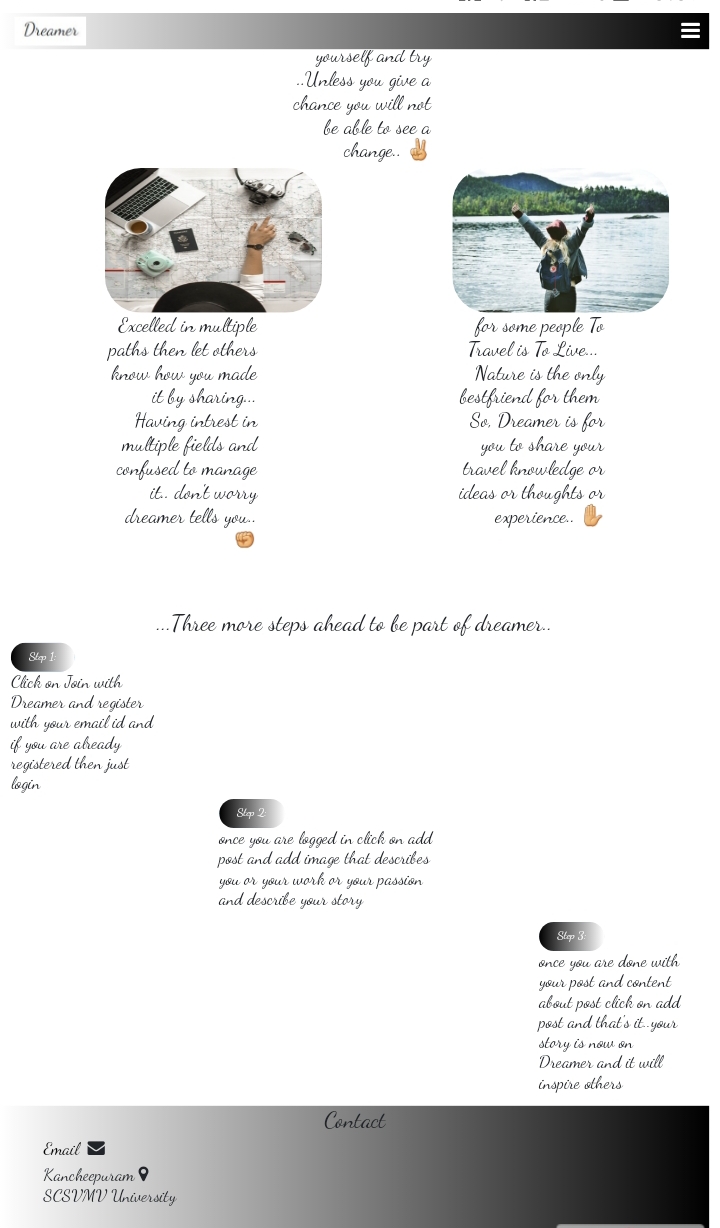 Dreamer
yourself and try
..Unless you give a
chance you will not
be able to see a
change.. ✌
Excelled in multiple
paths then let others
know how you made
it by sharing...
Having intrest in
multiple fields and
confused to manage
it.. don't worry
dreamer tells you..
✊
for some people To
Travel is To Live...
Nature is the only
bestfriend for them
So, Dreamer is for
you to share your
travel knowledge or
ideas or thoughts or
experience.. ✋
...Three more steps ahead to be part of dreamer..
Step 1:
Click on Join with
Dreamer and register
with your email id and
if you are already
registered then just
login
Step 2:
once you are logged in click on add
post and add image that describes
you or your work or your passion
and describe your story
Step 3:
once you are done with
your post and content
about post click on add
post and that's it..your
story is now on
Dreamer and it will
inspire others
Contact
Email
Kancheepuram
SCSVMV University